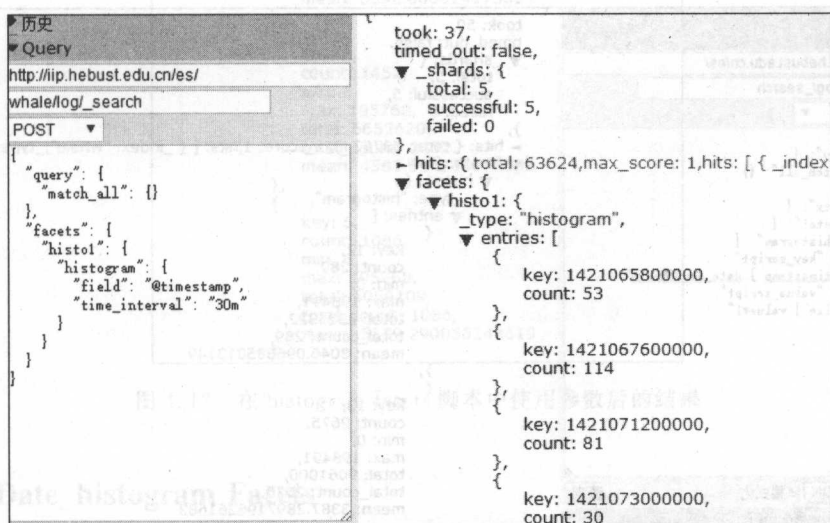 历史
Query
http://iip.hebust.edu.cn/es/
whale/log/_search
POST
{
"query": {
"match_all": {}
},
"facets": {
"histo1": {
"histogram": {
"field": "@timestamp",
"time_interval": "30m"
}
}
}
}
{
took: 37,
timed_out: false,
_shards: {
total: 5,
successful: 5,
failed: 0
},
hits: { total: 63624,max_score: 1,hits: [ { _index
facets: {
histo1: {
_type: "histogram",
entries: [
{
key: 1421065800000,
count: 53
},
{
key: 1421067600000,
count: 114
},
{
key: 1421071200000,
count: 81
},
{
key: 1421073000000,
count: 30